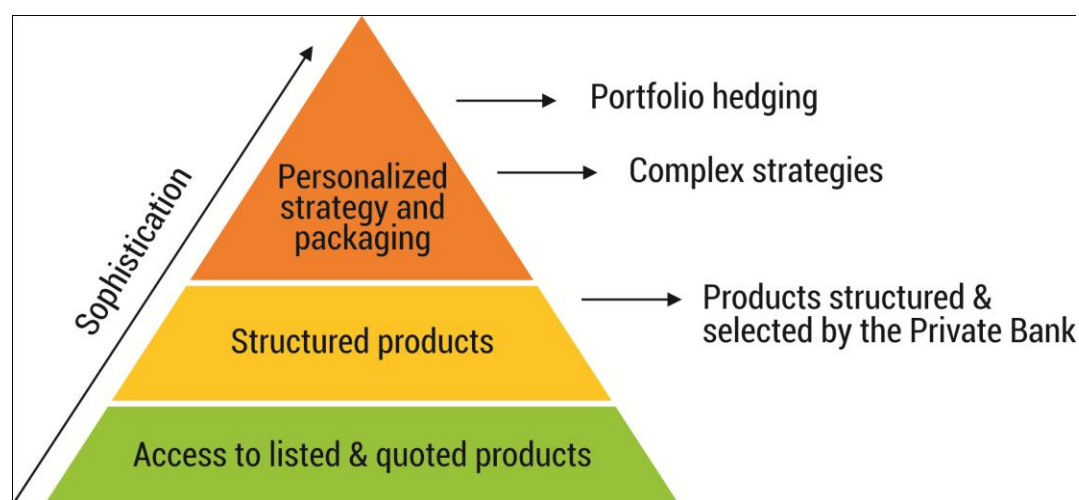 Portfolio hedging
Complex strategies
Personalized
strategy and
packaging
Sophistication
Products structured &
selected by the Private Bank
Structured products
Access to listed & quoted products